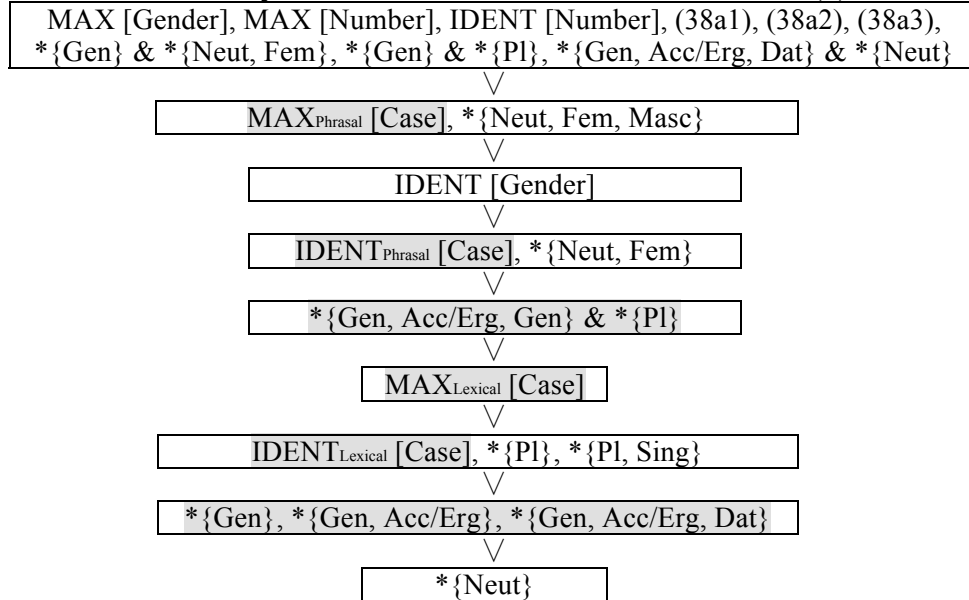 MAX [Gender], MAX [Number], IDENT [Number], (38a1), (38a2), (38a3),
*{Gen} & *{Neut, Fem}, *{Gen} & *{Pl}, *{Gen, Acc/Erg, Dat} & *{Neut}
MAXPhrasal [Case], *{Neut, Fem, Masc}
IDENT [Gender]
IDENTPhrasal [Case], *{Neut, Fem}
*{Gen, Acc/Erg, Gen} & *{Pl}
MAXLexical [Case]
IDENTLexical [Case], *{Pl}, *{Pl, Sing}
*{Gen}, *{Gen, Acc/Erg}, *{Gen, Acc/Erg, Dat}
*{Neut}